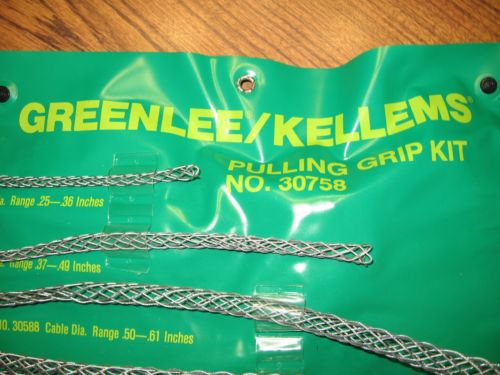 GREENLEE/KELLEMS®
PULLING GRIP KIT
NO. 30758
Range .25—.36 Inches
Range .37—.49 Inches
30588 Cable Dia. Range .50—.61 Inches